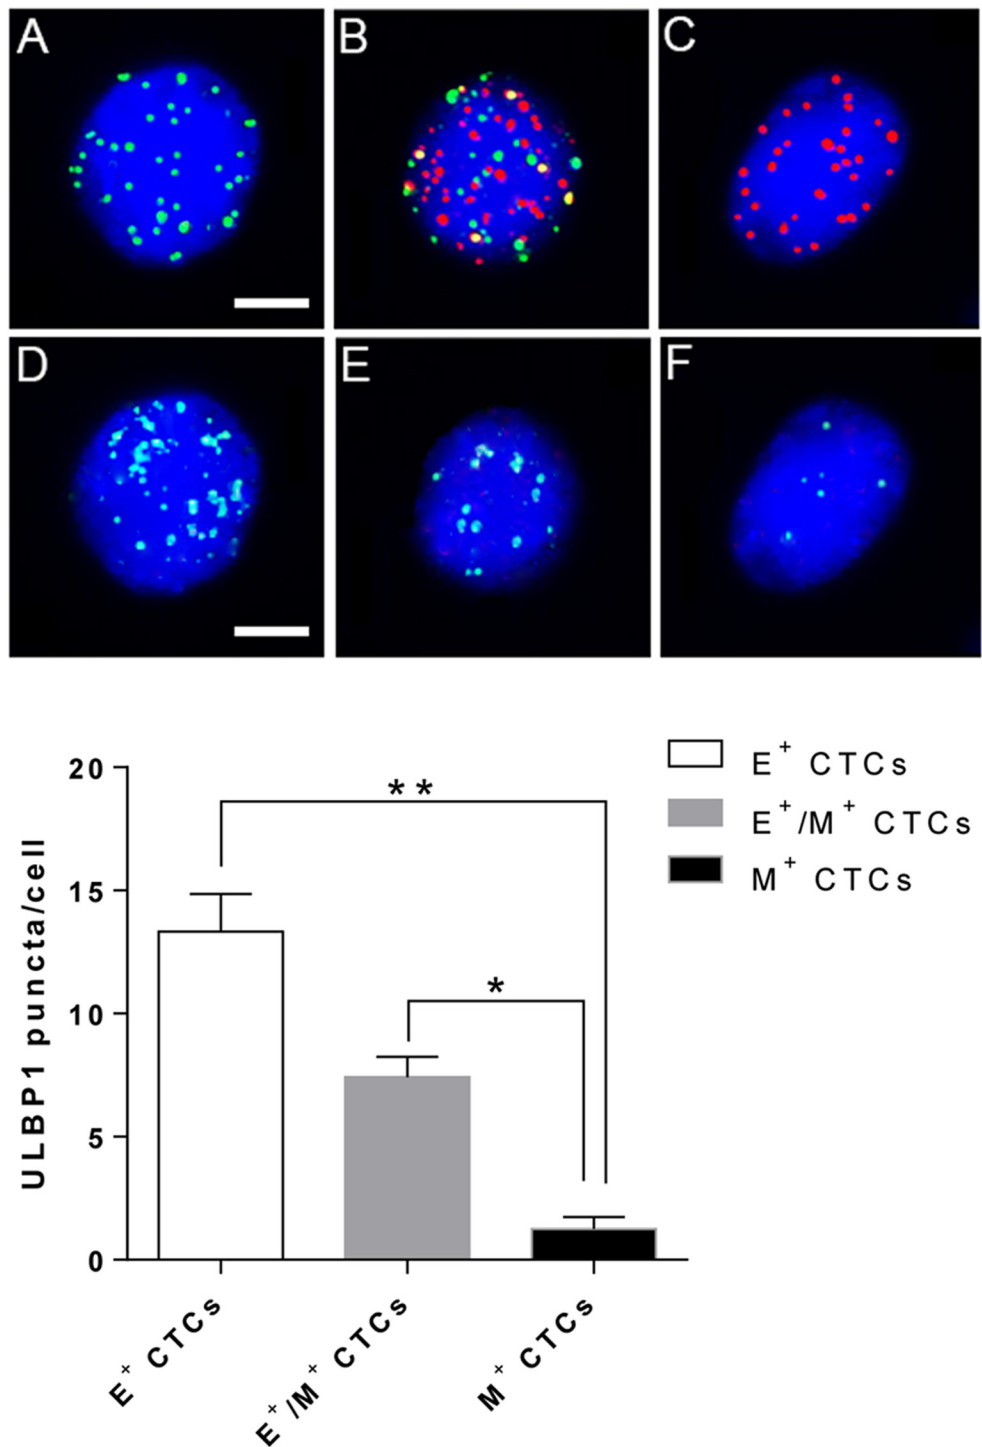 A
B
C
D
E
F
E+ CTCs
E+/M+ CTCs
M+ CTCs
ULBP1 puncta/cell
20
15
10
5
0
**
*
E+ CTCs
E+/M+ CTCs
M+ CTCs